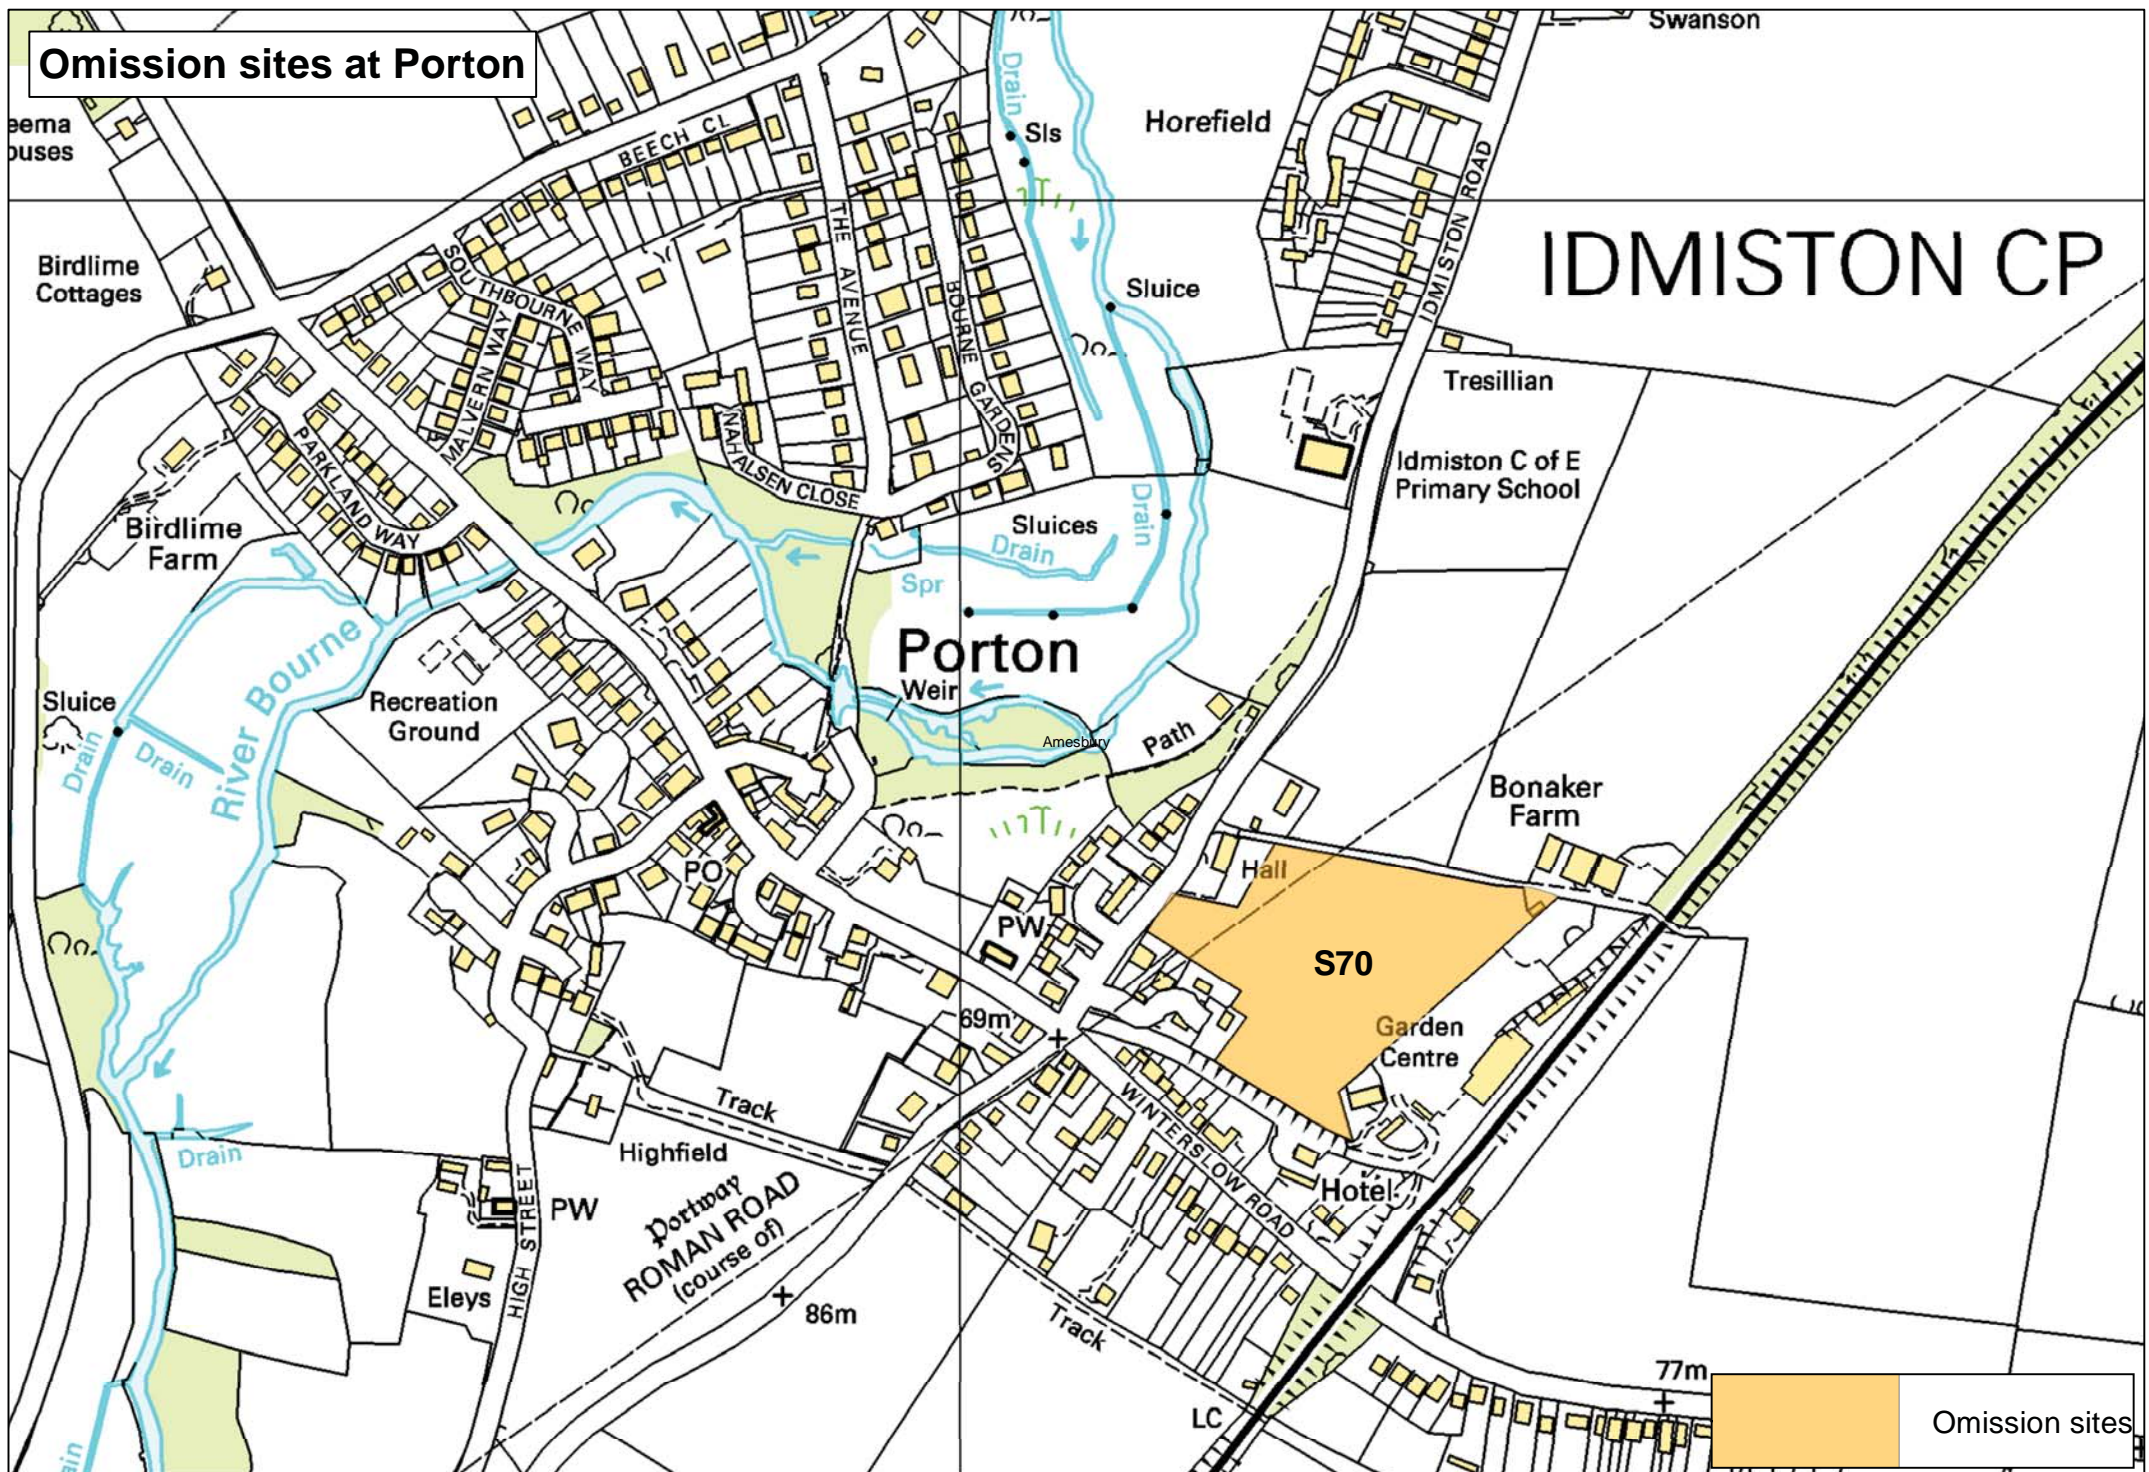 Swanson
Omission sites at Porton
Drain
eema
ouses
Sls
Horefield
BEECH CL
IDMISTON ROAD
IDMISTON CP
Birdlime
Cottages
SOUTHBOURNE WAY
THE AVENUE
BOURNE GARDENS
Sluice
MALVERN WAY
Tresillian
NAHALSEN CLOSE
PARKLAND WAY
Idmiston C of E
Primary School
Birdlime
Farm
Sluices
Drain
Drain
Spr
River Bourne
Porton
Weir
Sluice
Recreation
Ground
Amesbury
Path
Drain
Drain
Bonaker
Farm
PO
Hall
PW
S70
69m
Garden
Centre
Track
WINTERSLOW ROAD
Drain
Highfield
Hotel
HIGH STREET
PW
Portway
ROMAN ROAD
(course of)
Eleys
86m
Track
77m
LC
Omission sites
ain